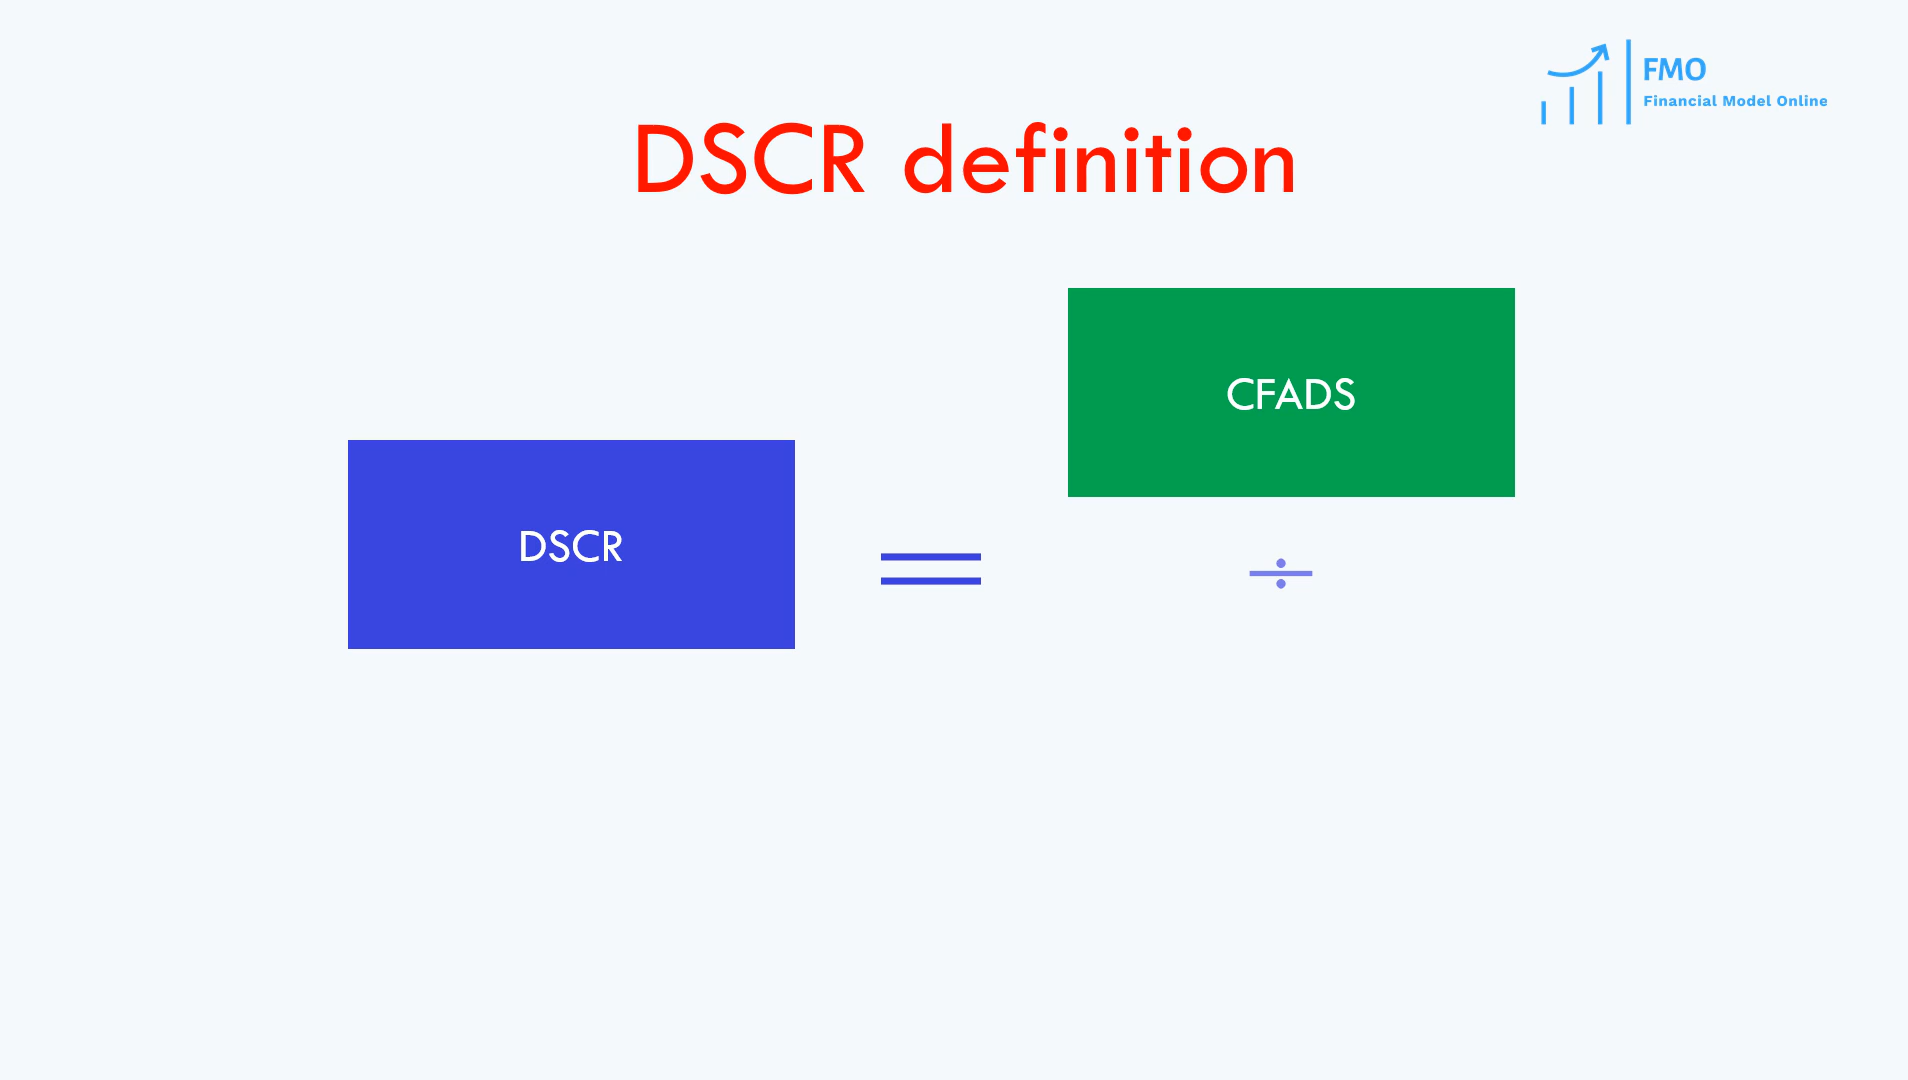 FMO
Financial Model Online
DSCR definition
CFADS
DSCR
=
÷